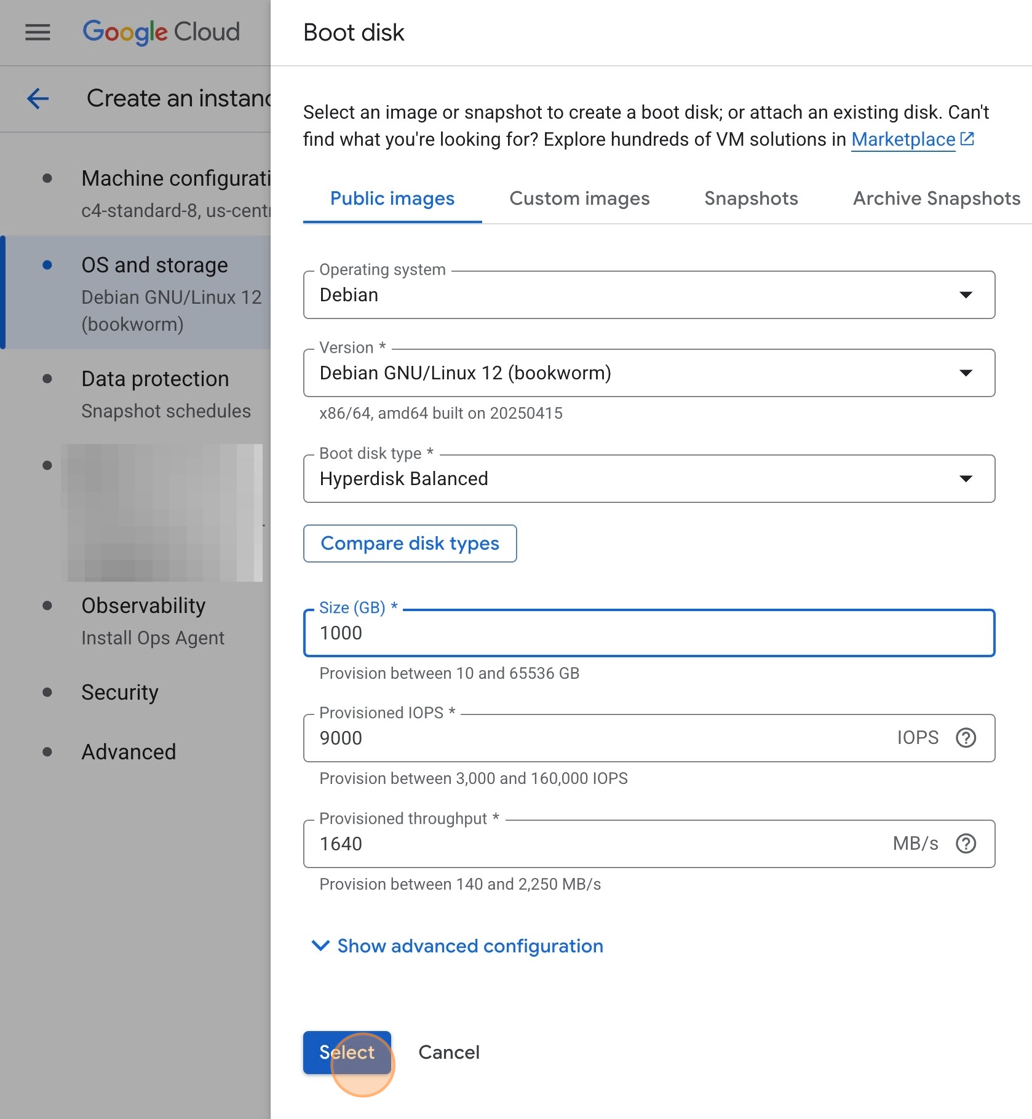 Google Cloud
Create an instanc
Machine configurati
c4-standard-8, us-centr
OS and storage
Debian GNU/Linux 12
(bookworm)
Data protection
Snapshot schedules
Observability
Install Ops Agent
Security
Advanced
Boot disk
Select an image or snapshot to create a boot disk; or attach an existing disk. Can't
find what you're looking for? Explore hundreds of VM solutions in Marketplace
Public images Custom images Snapshots Archive Snapshots
Operating system
Debian
Version *
Debian GNU/Linux 12 (bookworm)
x86/64, amd64 built on 20250415
Boot disk type *
Hyperdisk Balanced
Compare disk types
Size (GB) *
1000
Provision between 10 and 65536 GB
Provisioned IOPS *
9000 IOPS
Provision between 3,000 and 160,000 IOPS
Provisioned throughput *
1640 MB/s
Provision between 140 and 2,250 MB/s
Show advanced configuration
Select Cancel